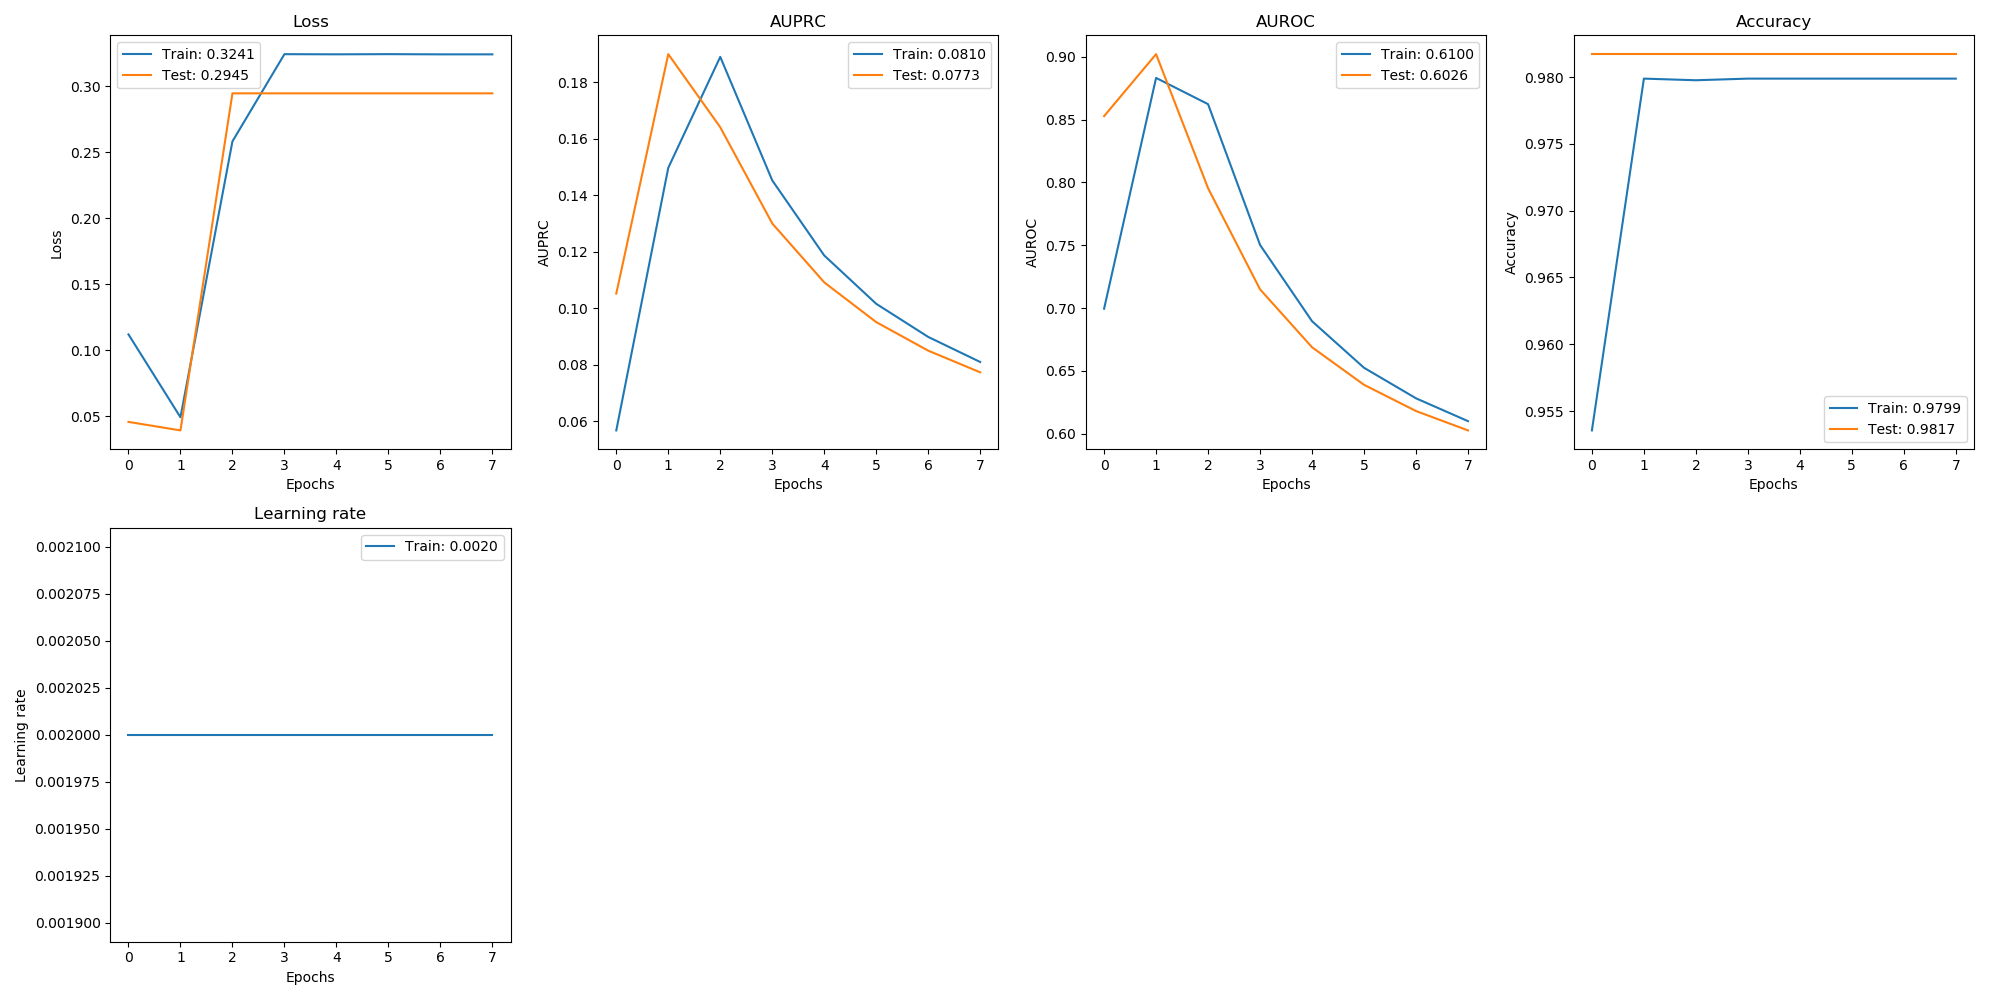 Loss
Train: 0.3241
Test: 0.2945
0.30
0.25
0.20
0.15
0.10
0.05
Loss
0 1 2 3 4 5 6 7
Epochs
AUPRC
Train: 0.0810
Test: 0.0773
0.18
0.16
0.14
0.12
0.10
0.08
0.06
AUPRC
0 1 2 3 4 5 6 7
Epochs
AUROC
Train: 0.6100
Test: 0.6026
0.90
0.85
0.80
0.75
0.70
0.65
0.60
AUROC
0 1 2 3 4 5 6 7
Epochs
Accuracy
0.980
0.975
0.970
0.965
0.960
0.955
Accuracy
Train: 0.9799
Test: 0.9817
0 1 2 3 4 5 6 7
Epochs
Learning rate
Train: 0.0020
0.002100
0.002075
0.002050
0.002025
0.002000
0.001975
0.001950
0.001925
0.001900
Learning rate
0 1 2 3 4 5 6 7
Epochs